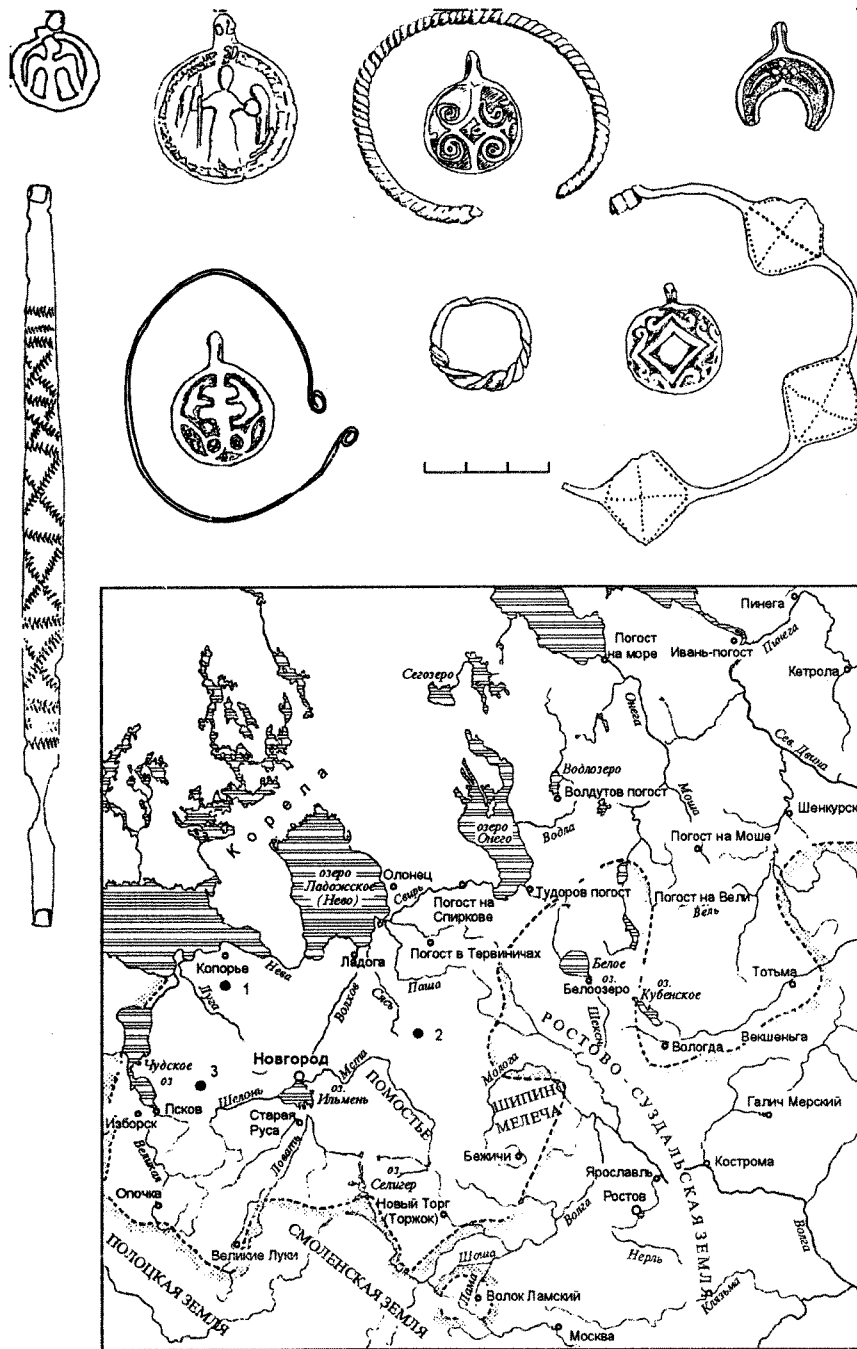 Пинега
Погост
на море
Ивань-погост
Пинега
Кетрола
Сегозеро
Онега
Сев. Двина
Корела
Водлозеро
Волдутов погост
Моша
Шенкурск
озеро
Онего
Водла
Погост на Моше
озеро
Ладожское
(Нево)
Олонец
Свирь
Погост на
Спиркове
Тудоров погост
Погост на Вели
Вель
Копорье
Нева
Ладога
Погост в Тервиничах
Белое
оз.
Белоозеро
оз.
Кубенское
Тотьма
1
Луга
Волхов
Сясь
Паша
2
Шексна
Векшеньга
Вологда
РОСТОВО - СУЗДАЛЬСКАЯ ЗЕМЛЯ
Чудское
оз
3
Новгород
Мста
Молога
Шелонь
оз.
Ильмень
ПОМОСТЬЕ
ШИПИНО
МЕЛЕЧА
Галич Мерский
Псков
Изборск
Старая
Руса
Великая
Ловать
Бежичи
Кострома
оз.
Селигер
Ярославль
Опочка
Новый Торг
(Торжок)
Волга
Ростов
Волга
Великие Луки
Шоша
Нерль
ПОЛОЦКАЯ ЗЕМЛЯ
СМОЛЕНСКАЯ ЗЕМЛЯ
Лама
Волок Ламский
Клязьма
Москва